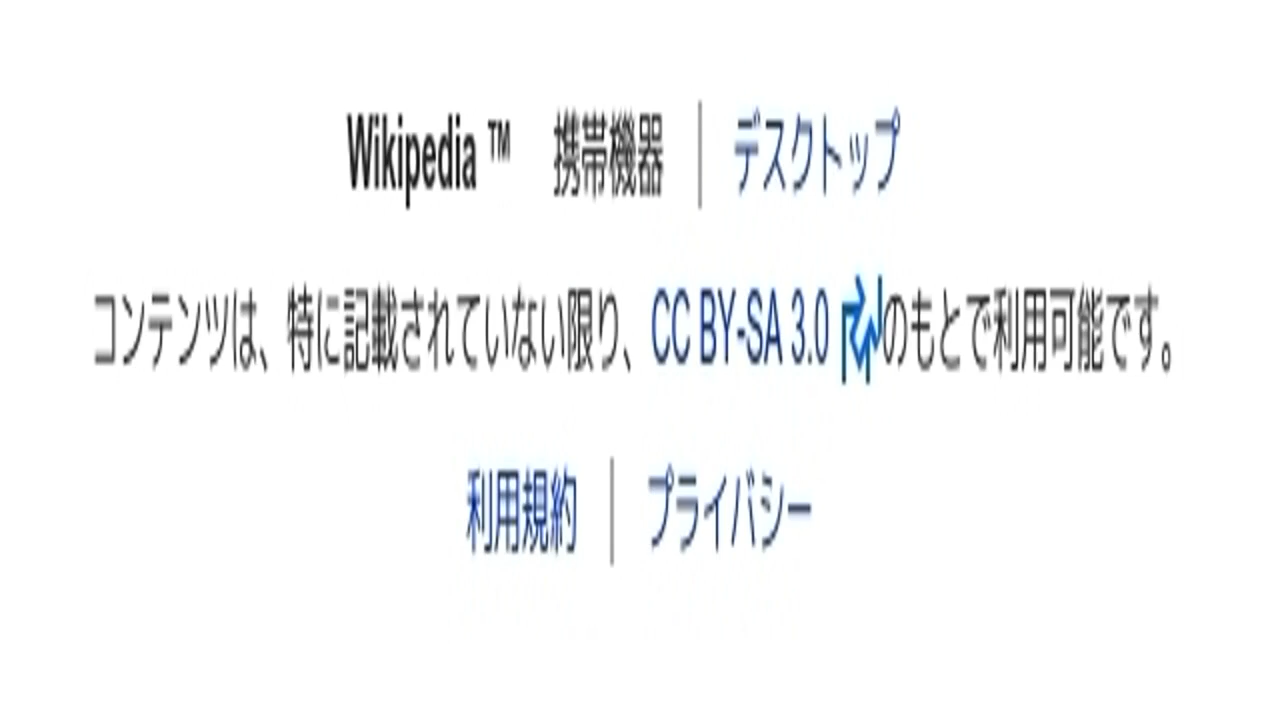 Wikipedia ™ 携帯機器 | デスクトップ
コンテンツは、特に記載されていない限り、CC BY-SA 3.0 のもとで利用可能です。
利用規約 | プライバシー